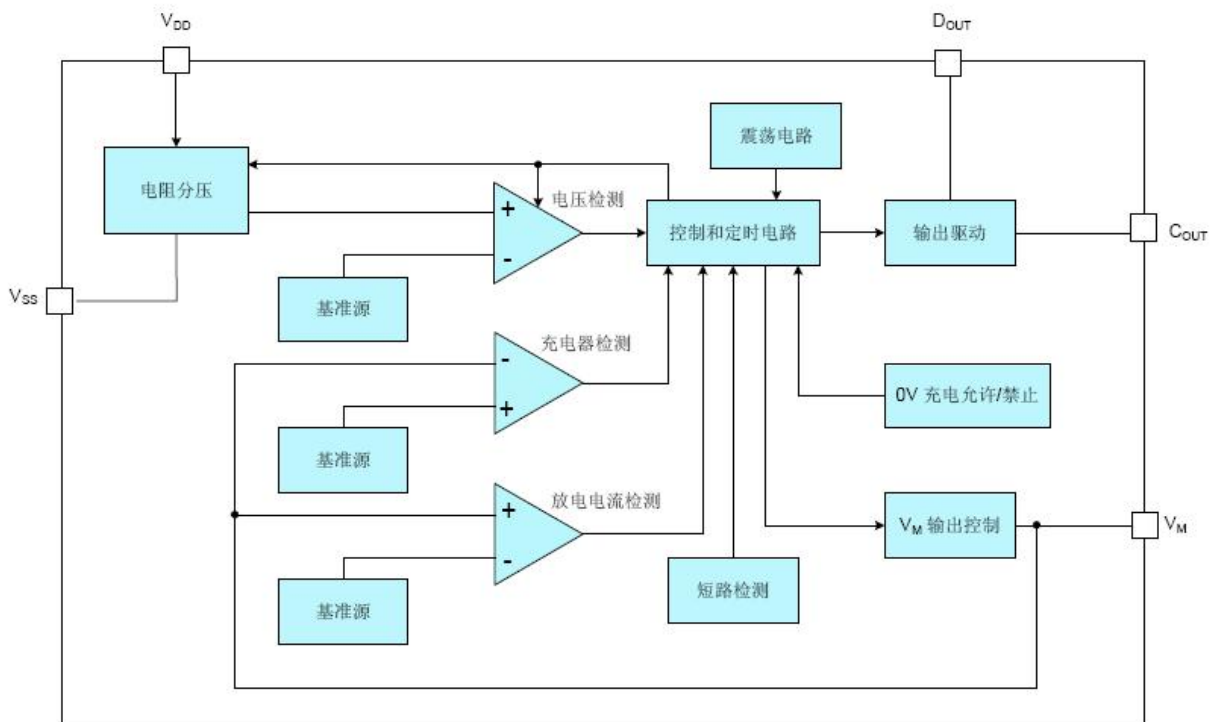 VDD
DOUT
震荡电路
电阻分压
电压检测
+
-
控制和定时电路
输出驱动
COUT
VSS
基准源
充电器检测
-
+
0V 充电允许/禁止
基准源
放电电流检测
+
-
VM 输出控制
VM
短路检测
基准源